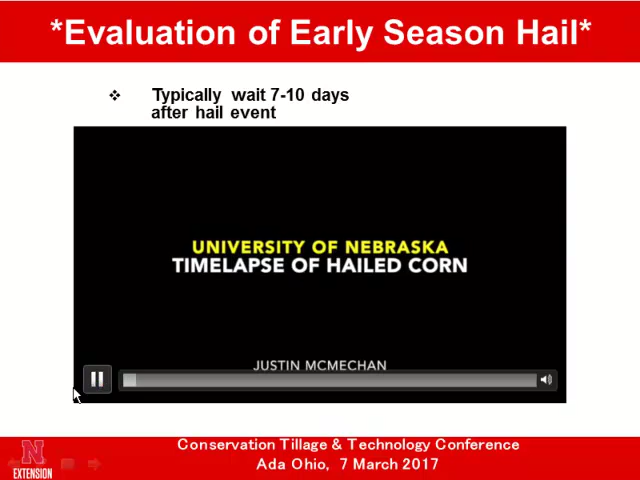 *Evaluation of Early Season Hail*
❖ Typically wait 7-10 days
after hail event
UNIVERSITY OF NEBRASKA
TIMELAPSE OF HAILED CORN
JUSTIN MCMECHAN
Conservation Tillage & Technology Conference
Ada Ohio, 7 March 2017
N
EXTENSION